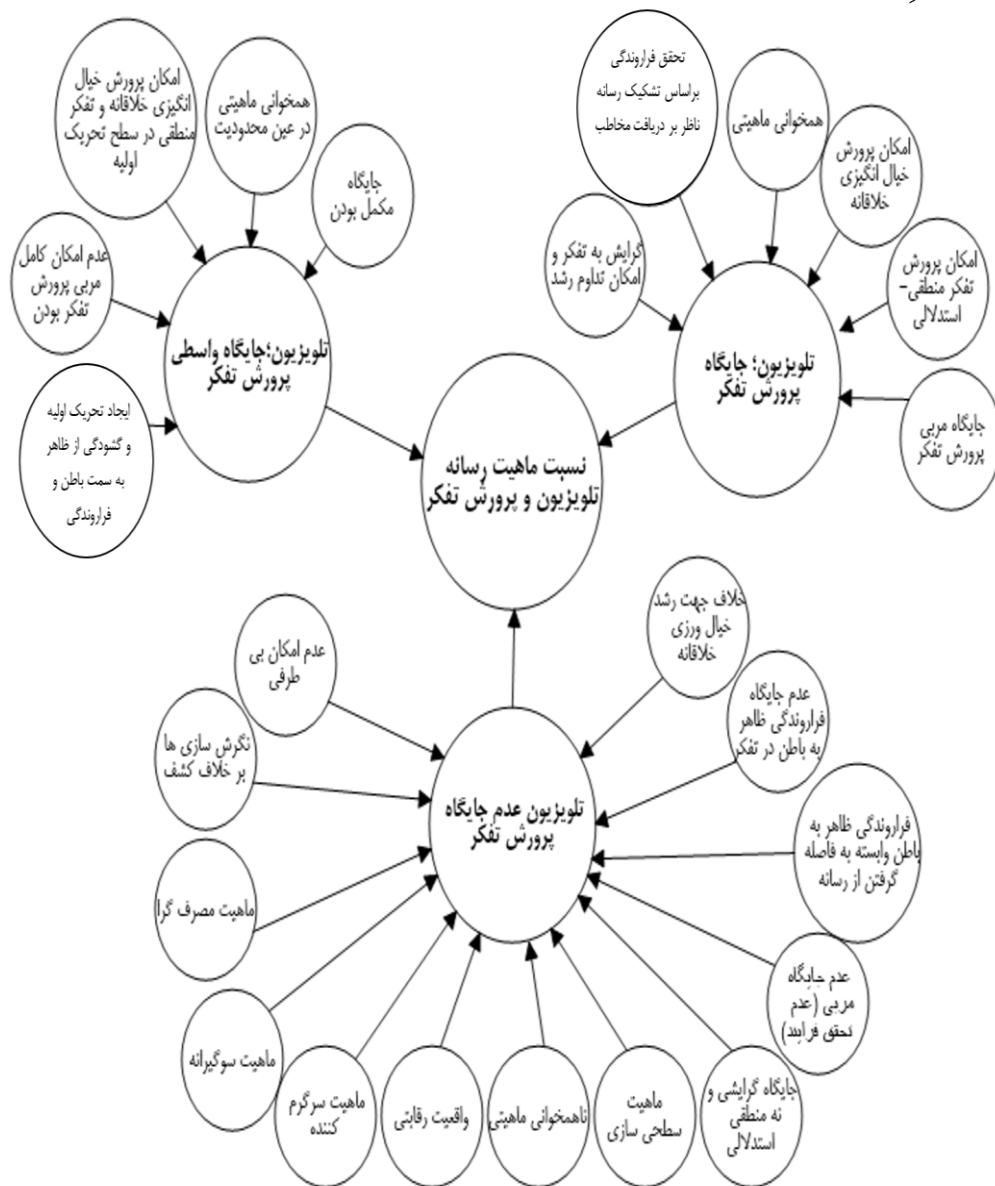 تحقق فراروندگی
براساس تشکیک رسانه
ناظر بر دریافت مخاطب
همخوانی ماهیتی
امکان پرورش
خیال انگیزی
خلاقانه
امکان پرورش
تفکر منطقی-
استدلالی
جایگاه مربی
پرورش تفکر
گرایش به تفکر و
امکان تداوم رشد
تلویزیون؛ جایگاه
پرورش تفکر
امکان پرورش خیال
انگیزی خلاقانه و تفکر
منطقی در سطح تحریک
اولیه
همخوانی ماهیتی
در عین محدودیت
جایگاه
مکمل بودن
عدم امکان کامل
مربی پرورش
تفکر بودن
ایجاد تحریک اولیه
و گشودگی از ظاهر
به سمت باطن و
فراروندگی
تلویزیون؛جایگاه واسطی
پرورش تفکر
نسبت ماهیت رسانه
تلویزیون و پرورش تفکر
خلاف جهت رشد
خیال ورزی
خلاقانه
عدم جایگاه
فراروندگی ظاهر
به باطن در تفکر
فراروندگی ظاهر به
باطن وابسته به فاصله
گرفتن از رسانه
عدم جایگاه
مربی (عدم
تحقق فرایند)
جایگاه گرایشی و
نه منطقی
استدلالی
ماهیت
سطحی سازی
ناهمخوانی ماهیتی
واقعیت رقابتی
ماهیت سرگرم
کننده
ماهیت سوگیرانه
ماهیت مصرف گرا
نگرش سازی ها
بر خلاف کشف
عدم امکان بی
طرفی
تلویزیون عدم جایگاه
پرورش تفکر